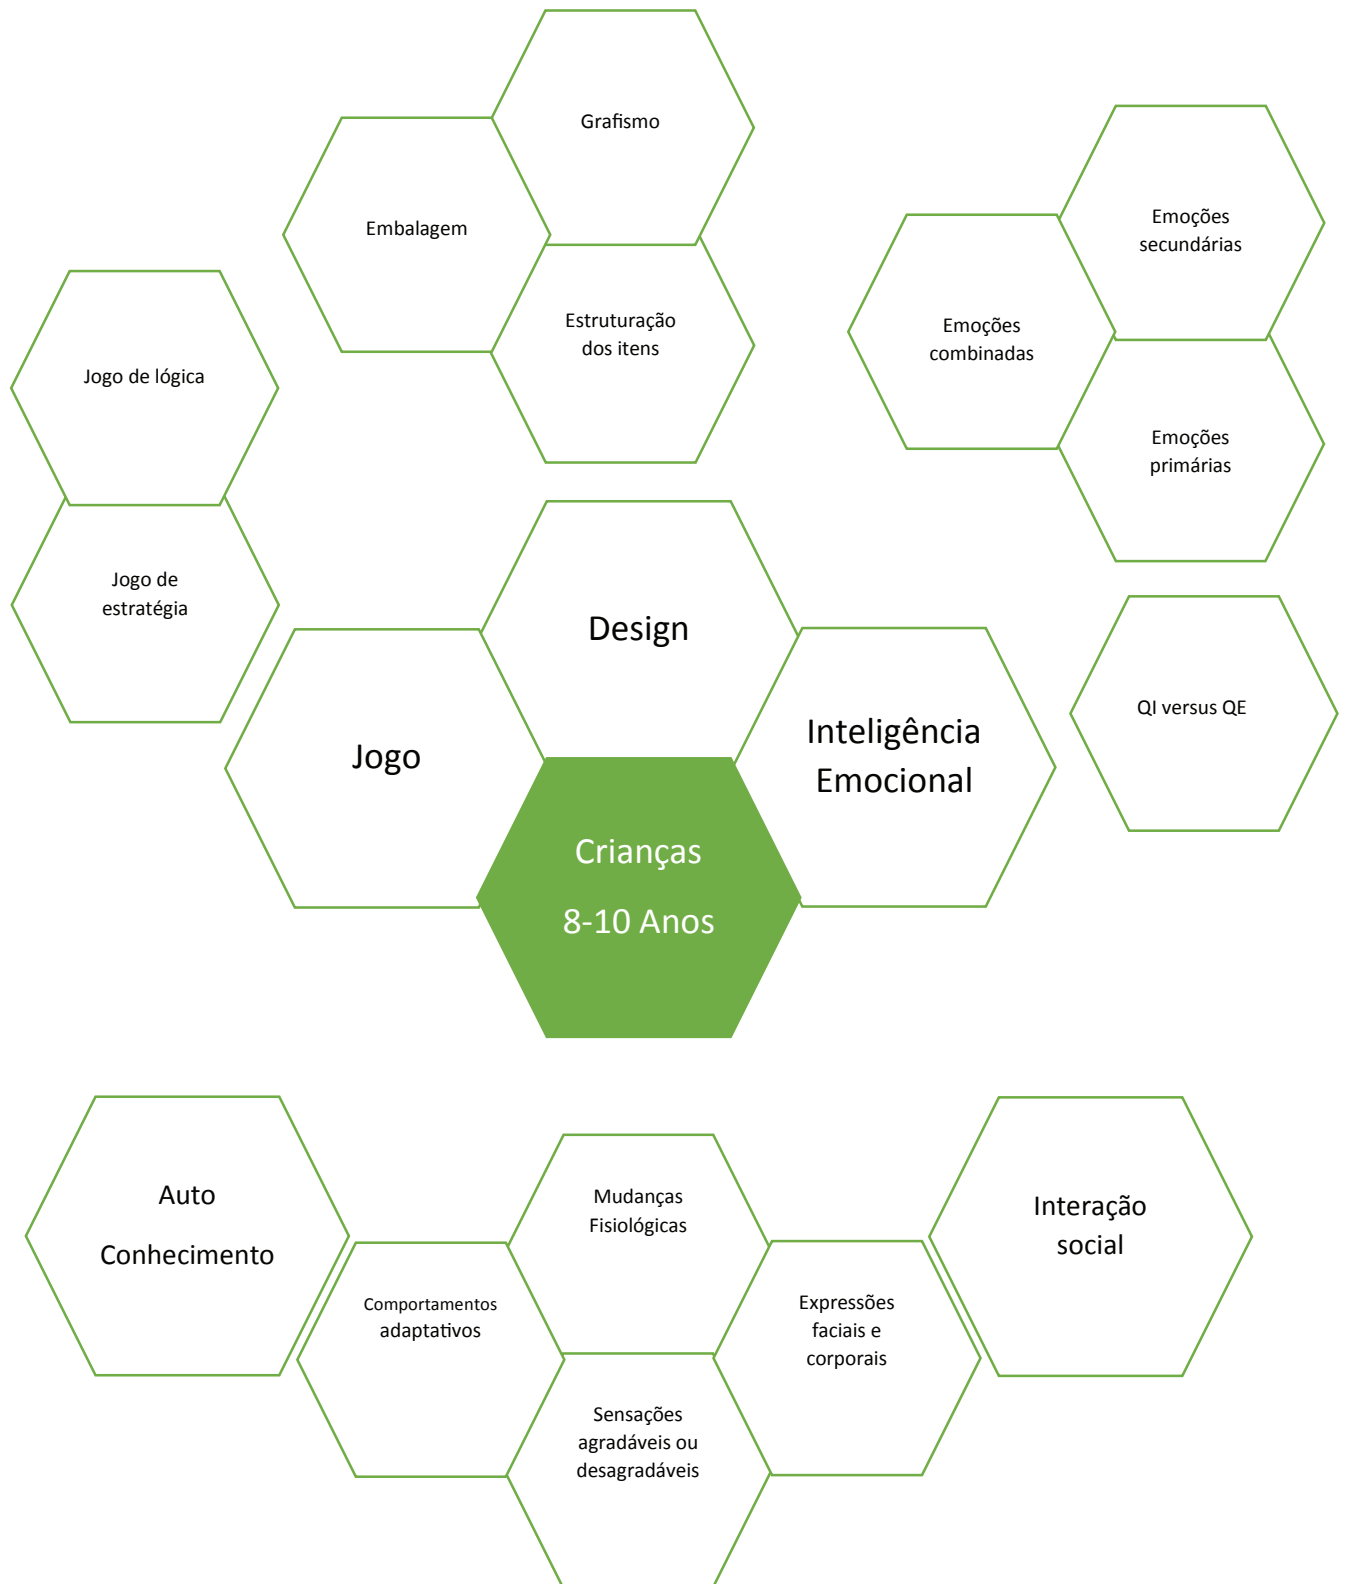 Grafismo
Embalagem
Estruturação
dos itens
Emoções
secundárias
Emoções
combinadas
Emoções
primárias
Jogo de lógica
Jogo de
estratégia
Design
Jogo
Inteligência
Emocional
QI versus QE
Crianças
8-10 Anos
Auto
Conhecimento
Mudanças
Fisiológicas
Interação
social
Comportamentos
adaptativos
Expressões
faciais e
corporais
Sensações
agradáveis ou
desagradáveis